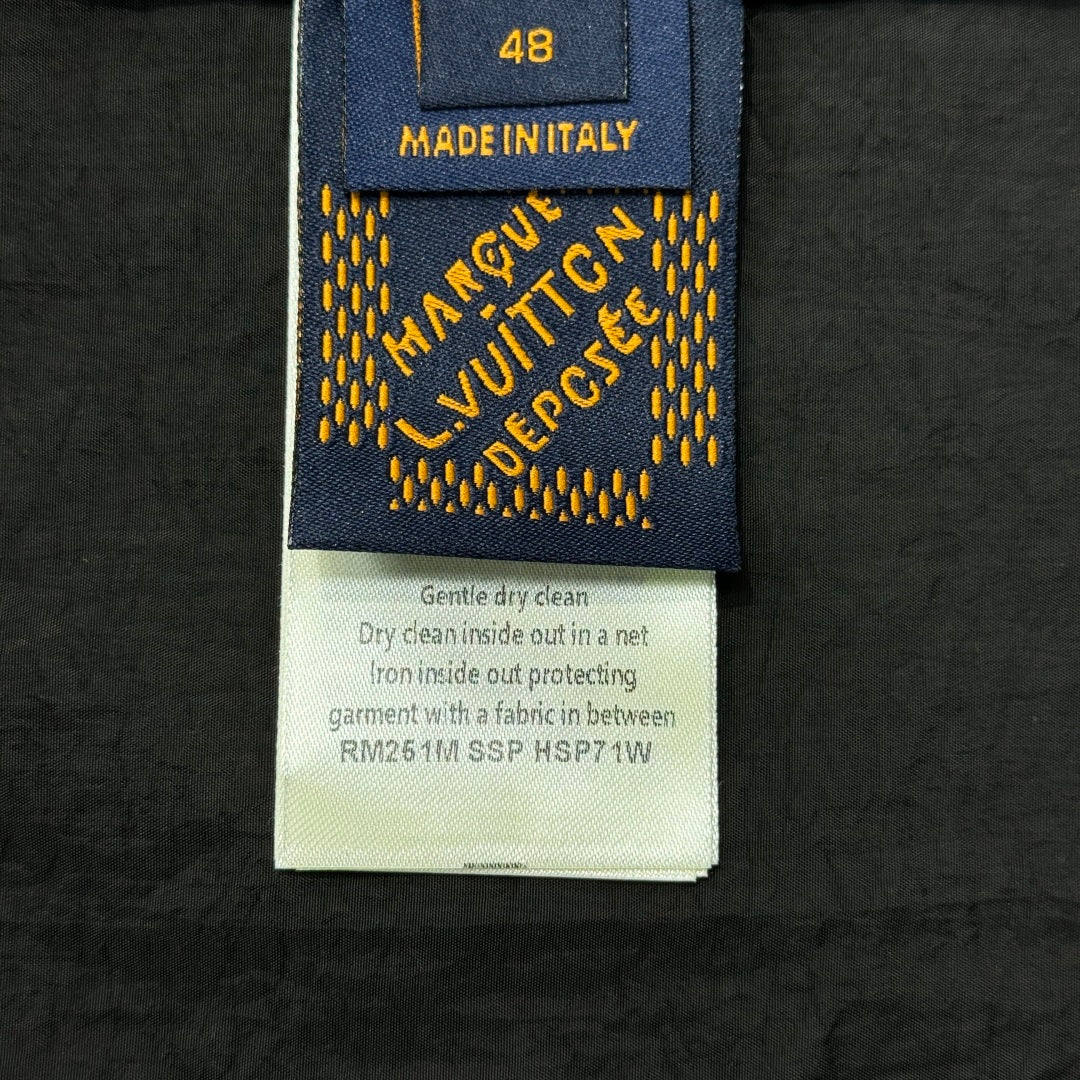 48
MADE IN ITALY
MARQUE
L.VUITTON
DEPOSÉE
Gentle dry clean
Dry clean inside out in a net
Iron inside out protecting
garment with a fabric in between
RM251M SSP HSP71W